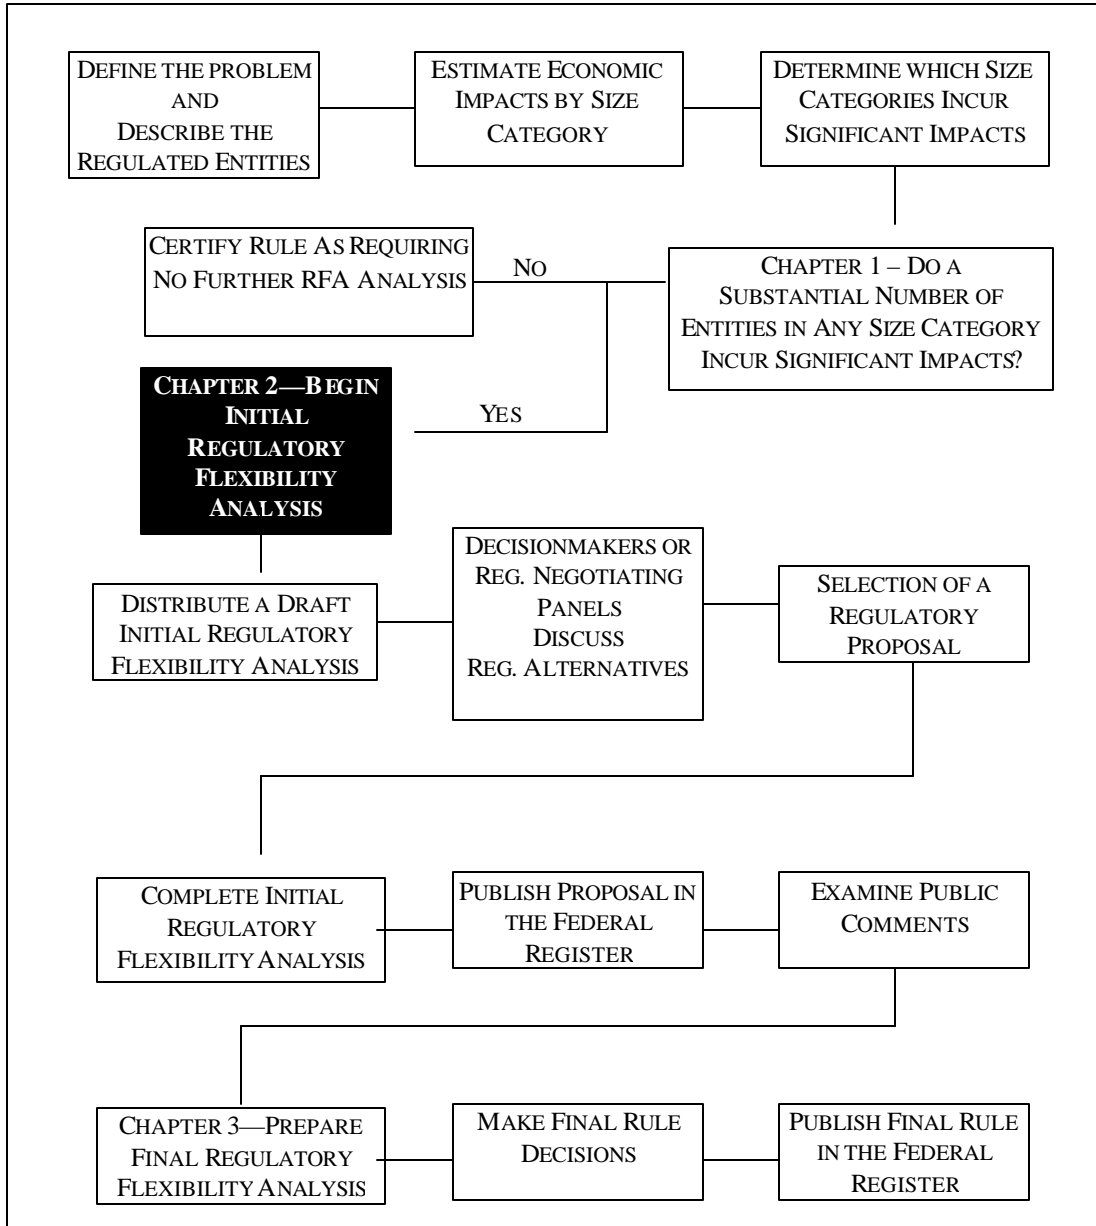 DEFINE THE PROBLEM
AND
DESCRIBE THE
REGULATED ENTITIES
ESTIMATE ECONOMIC
IMPACTS BY SIZE
CATEGORY
DETERMINE WHICH SIZE
CATEGORIES INCUR
SIGNIFICANT IMPACTS
CERTIFY RULE AS REQUIRING
NO FURTHER RFA ANALYSIS
NO
CHAPTER 1 – DO A
SUBSTANTIAL NUMBER OF
ENTITIES IN ANY SIZE CATEGORY
INCUR SIGNIFICANT IMPACTS?
CHAPTER 2—BEGIN
INITIAL
REGULATORY
FLEXIBILITY
ANALYSIS
YES
DISTRIBUTE A DRAFT
INITIAL REGULATORY
FLEXIBILITY ANALYSIS
DECISIONMAKERS OR
REG. NEGOTIATING
PANELS
DISCUSS
REG. ALTERNATIVES
SELECTION OF A
REGULATORY
PROPOSAL
COMPLETE INITIAL
REGULATORY
FLEXIBILITY ANALYSIS
PUBLISH PROPOSAL IN
THE FEDERAL
REGISTER
EXAMINE PUBLIC
COMMENTS
CHAPTER 3—PREPARE
FINAL REGULATORY
FLEXIBILITY ANALYSIS
MAKE FINAL RULE
DECISIONS
PUBLISH FINAL RULE
IN THE FEDERAL
REGISTER